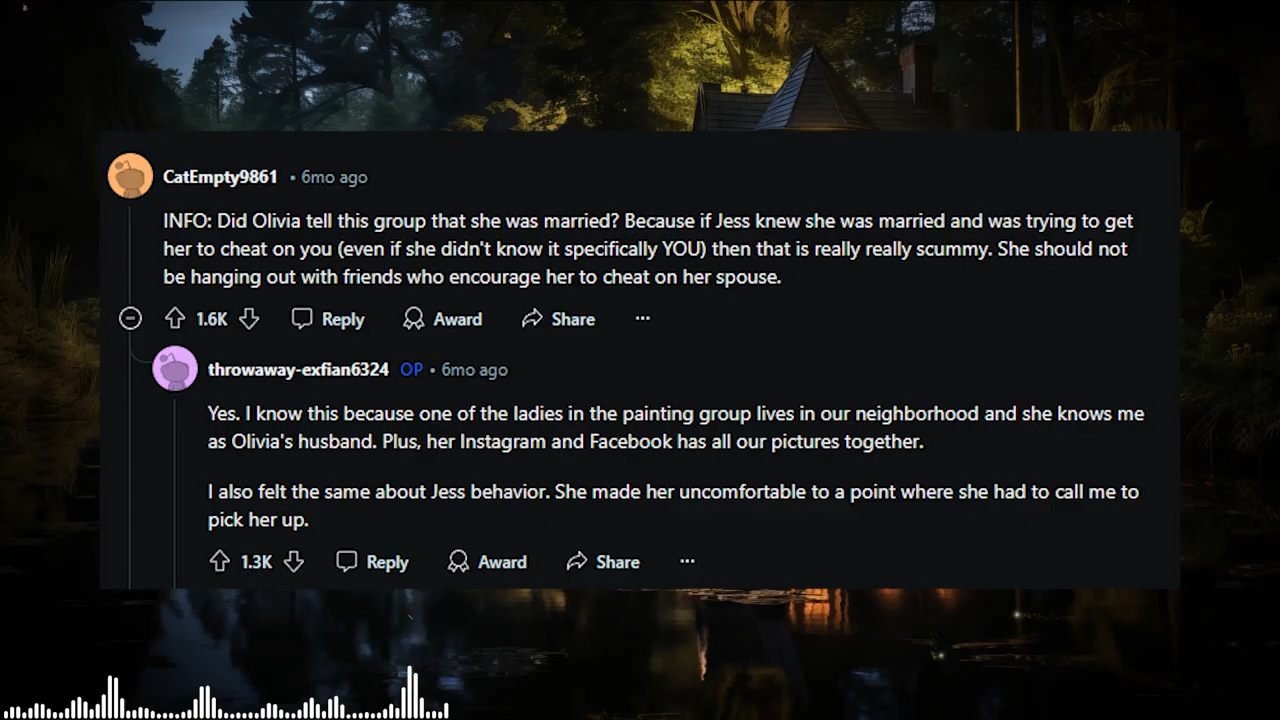 CatEmpty9861 • 6mo ago
INFO: Did Olivia tell this group that she was married? Because if Jess knew she was married and was trying to get
her to cheat on you (even if she didn't know it specifically YOU) then that is really really scummy. She should not
be hanging out with friends who encourage her to cheat on her spouse.
1.6K Reply Award Share ...
throwaway-exfian6324 OP • 6mo ago
Yes. I know this because one of the ladies in the painting group lives in our neighborhood and she knows me
as Olivia's husband. Plus, her Instagram and Facebook has all our pictures together.
I also felt the same about Jess behavior. She made her uncomfortable to a point where she had to call me to
pick her up.
1.3K Reply Award Share ...